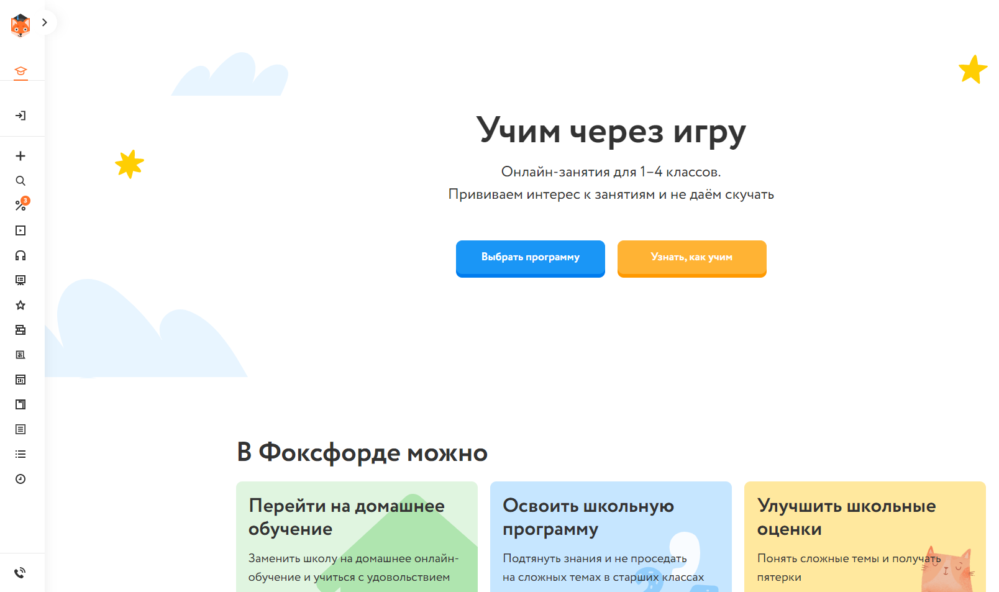 3
Учим через игру
Онлайн-занятия для 1–4 классов.
Прививаем интерес к занятиям и не даём скучать
Выбрать программу
Узнать, как учим
В Фоксфорде можно
Перейти на домашнее
обучение
Заменить школу на домашнее онлайн-
обучение и учиться с удовольствием
Освоить школьную
программу
Подтянуть знания и не проседать
на сложных темах в старших классах
Улучшить школьные
оценки
Понять сложные темы и получать
пятерки